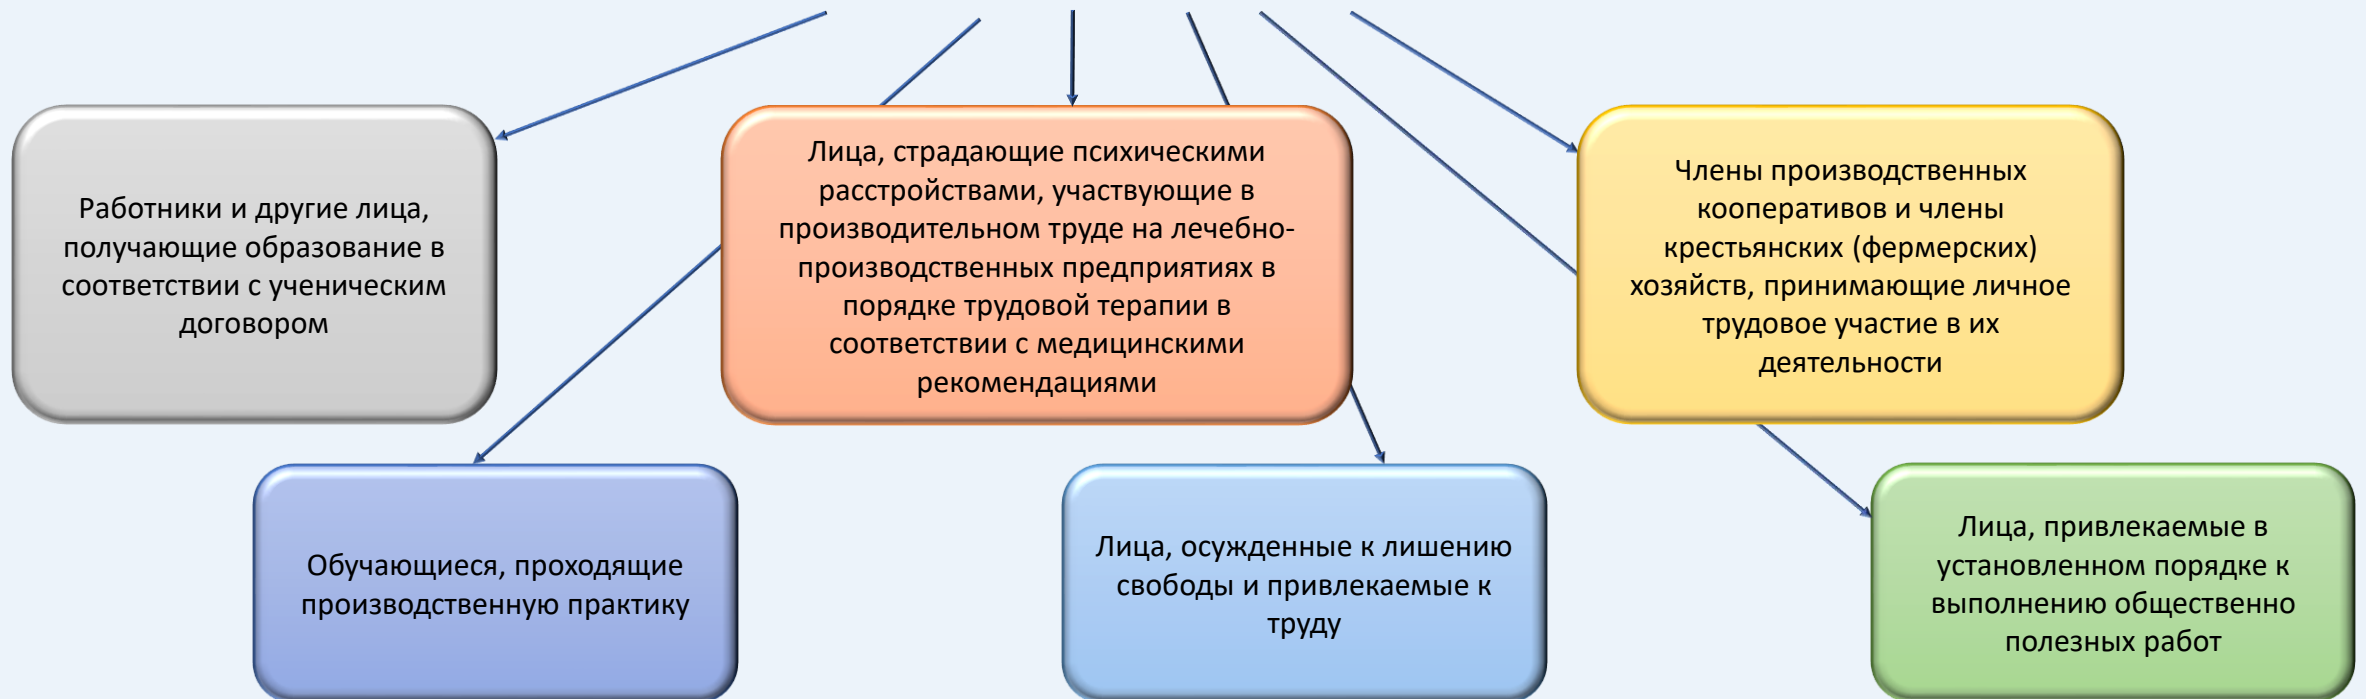 Работники и другие лица,
получающие образование в
соответствии с ученическим
договором
Лица, страдающие психическими
расстройствами, участвующие в
производительном труде на лечебно-
производственных предприятиях в
порядке трудовой терапии в
соответствии с медицинскими
рекомендациями
Члены производственных
кооперативов и члены
крестьянских (фермерских)
хозяйств, принимающие личное
трудовое участие в их
деятельности
Обучающиеся, проходящие
производственную практику
Лица, осужденные к лишению
свободы и привлекаемые к
труду
Лица, привлекаемые в
установленном порядке к
выполнению общественно
полезных работ